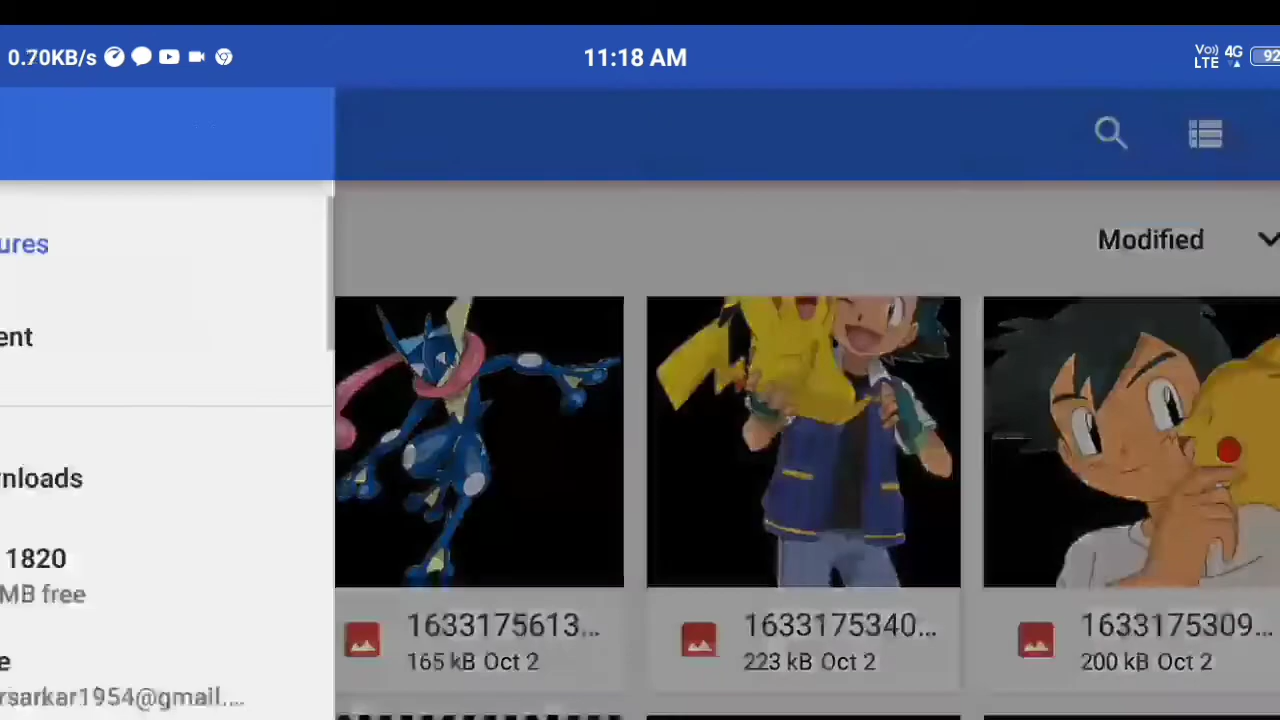 0.70KB/s
11:18 AM
Vo)) LTE 4G 92
ures
Modified
ent
nloads
1820
MB free
e
rsarkar1954@gmail....
1633175613...
165 kB Oct 2
1633175340...
223 kB Oct 2
1633175309...
200 kB Oct 2